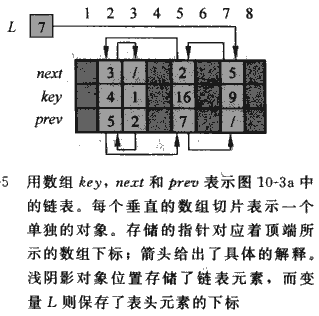 1 2 3 4 5 6 7 8
L 7
next 3 / 2 5
key 4 1 16 9
prev 5 2 7 /
-5 用数组 key，next 和 prev 表示图 10-3a 中
的链表。每个垂直的数组切片表示一个
单独的对象。存储的指针对应着顶端所
示的数组下标；箭头给出了具体的解释。
浅阴影对象位置存储了链表元素，而变
量 L 则保存了表头元素的下标